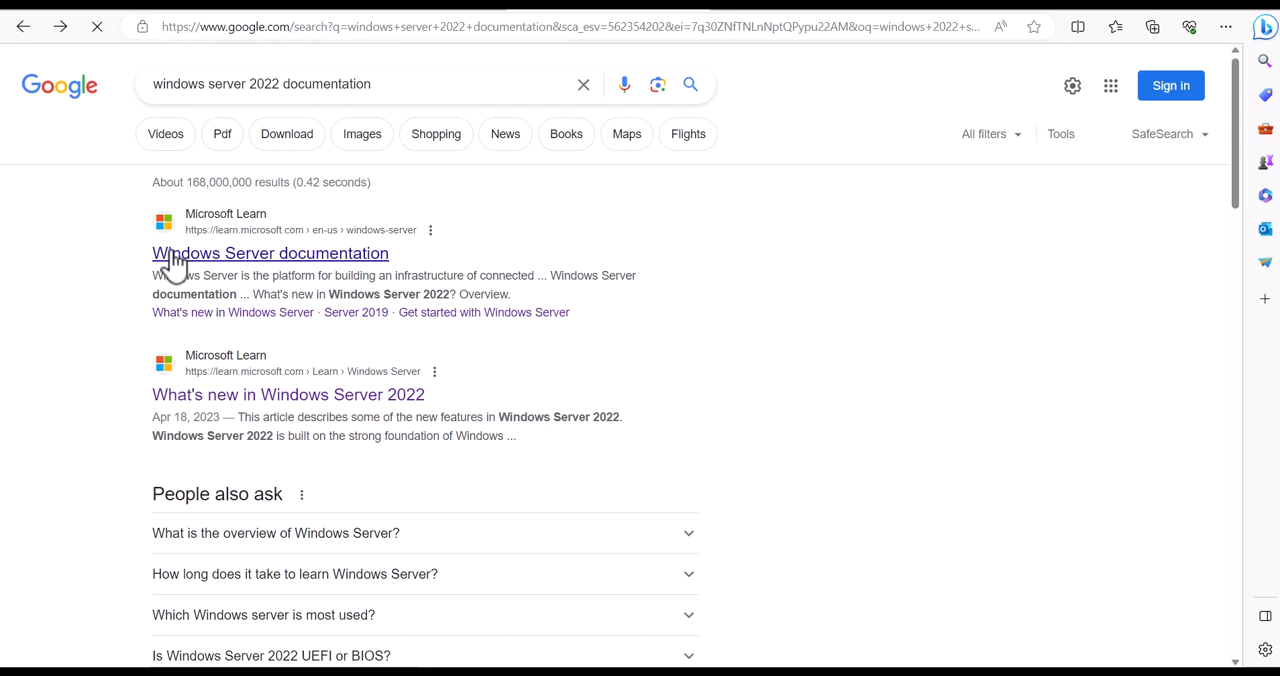 https://www.google.com/search?q=windows+server+2022+documentation&sca_esv=562354202&ei=7q30ZNfTNLnNptQPypu22AM&oq=windows+2022+s...
Google
windows server 2022 documentation
Sign in
Videos
Pdf
Download
Images
Shopping
News
Books
Maps
Flights
All filters
Tools
SafeSearch
About 168,000,000 results (0.42 seconds)
Microsoft Learn
https://learn.microsoft.com › en-us › windows-server
Windows Server documentation
Server is the platform for building an infrastructure of connected ... Windows Server
documentation ... What's new in Windows Server 2022? Overview.
What's new in Windows Server · Server 2019 · Get started with Windows Server
Microsoft Learn
https://learn.microsoft.com › Learn › Windows Server
What's new in Windows Server 2022
Apr 18, 2023 — This article describes some of the new features in Windows Server 2022.
Windows Server 2022 is built on the strong foundation of Windows ...
People also ask
What is the overview of Windows Server?
How long does it take to learn Windows Server?
Which Windows server is most used?
Is Windows Server 2022 UEFI or BIOS?